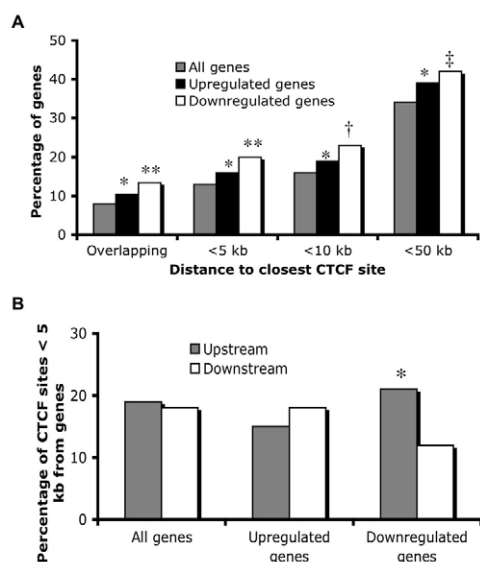 A
Percentage of genes
50
40
30
20
10
0
All genes
Upregulated genes
Downregulated genes
* **
* **
* †
* ‡
Overlapping <5 kb <10 kb <50 kb
Distance to closest CTCF site
B
Percentage of CTCF sites < 5
kb from genes
30
20
10
0
Upstream
Downstream
*
All genes Upregulated Downregulated
genes genes